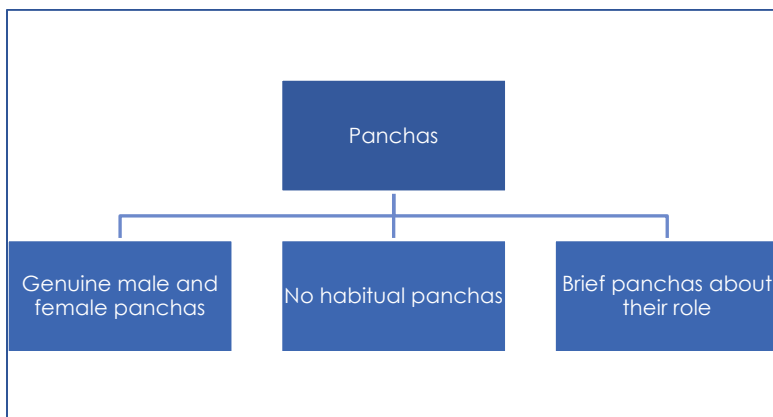 Panchas
Genuine male and
female panchas
No habitual panchas
Brief panchas about
their role